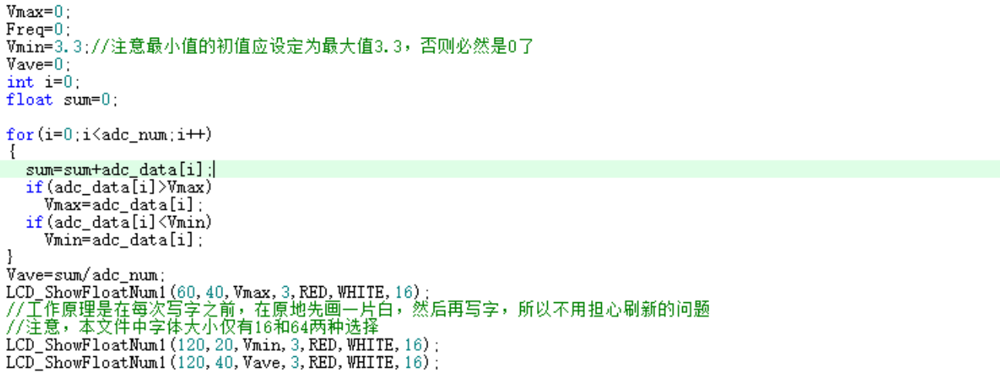 Vmax=0;
Freq=0;
Vmin=3.3;//注意最小值的初值应设定为最大值3.3，否则必然是0了
Vave=0;
int i=0;
float sum=0;
for(i=0;i<adc_num;i++)
{
sum=sum+adc_data[i];
if(adc_data[i]>Vmax)
Vmax=adc_data[i];
if(adc_data[i]<Vmin)
Vmin=adc_data[i];
}
Vave=sum/adc_num;
LCD_ShowFloatNum1(60,40,Vmax,3,RED,WHITE,16);
//工作原理是在每次写字之前，在原地先画一片白，然后再写字，所以不用担心刷新的问题
//注意，本文件中字体大小仅有16和64两种选择
LCD_ShowFloatNum1(120,20,Vmin,3,RED,WHITE,16);
LCD_ShowFloatNum1(120,40,Vave,3,RED,WHITE,16);